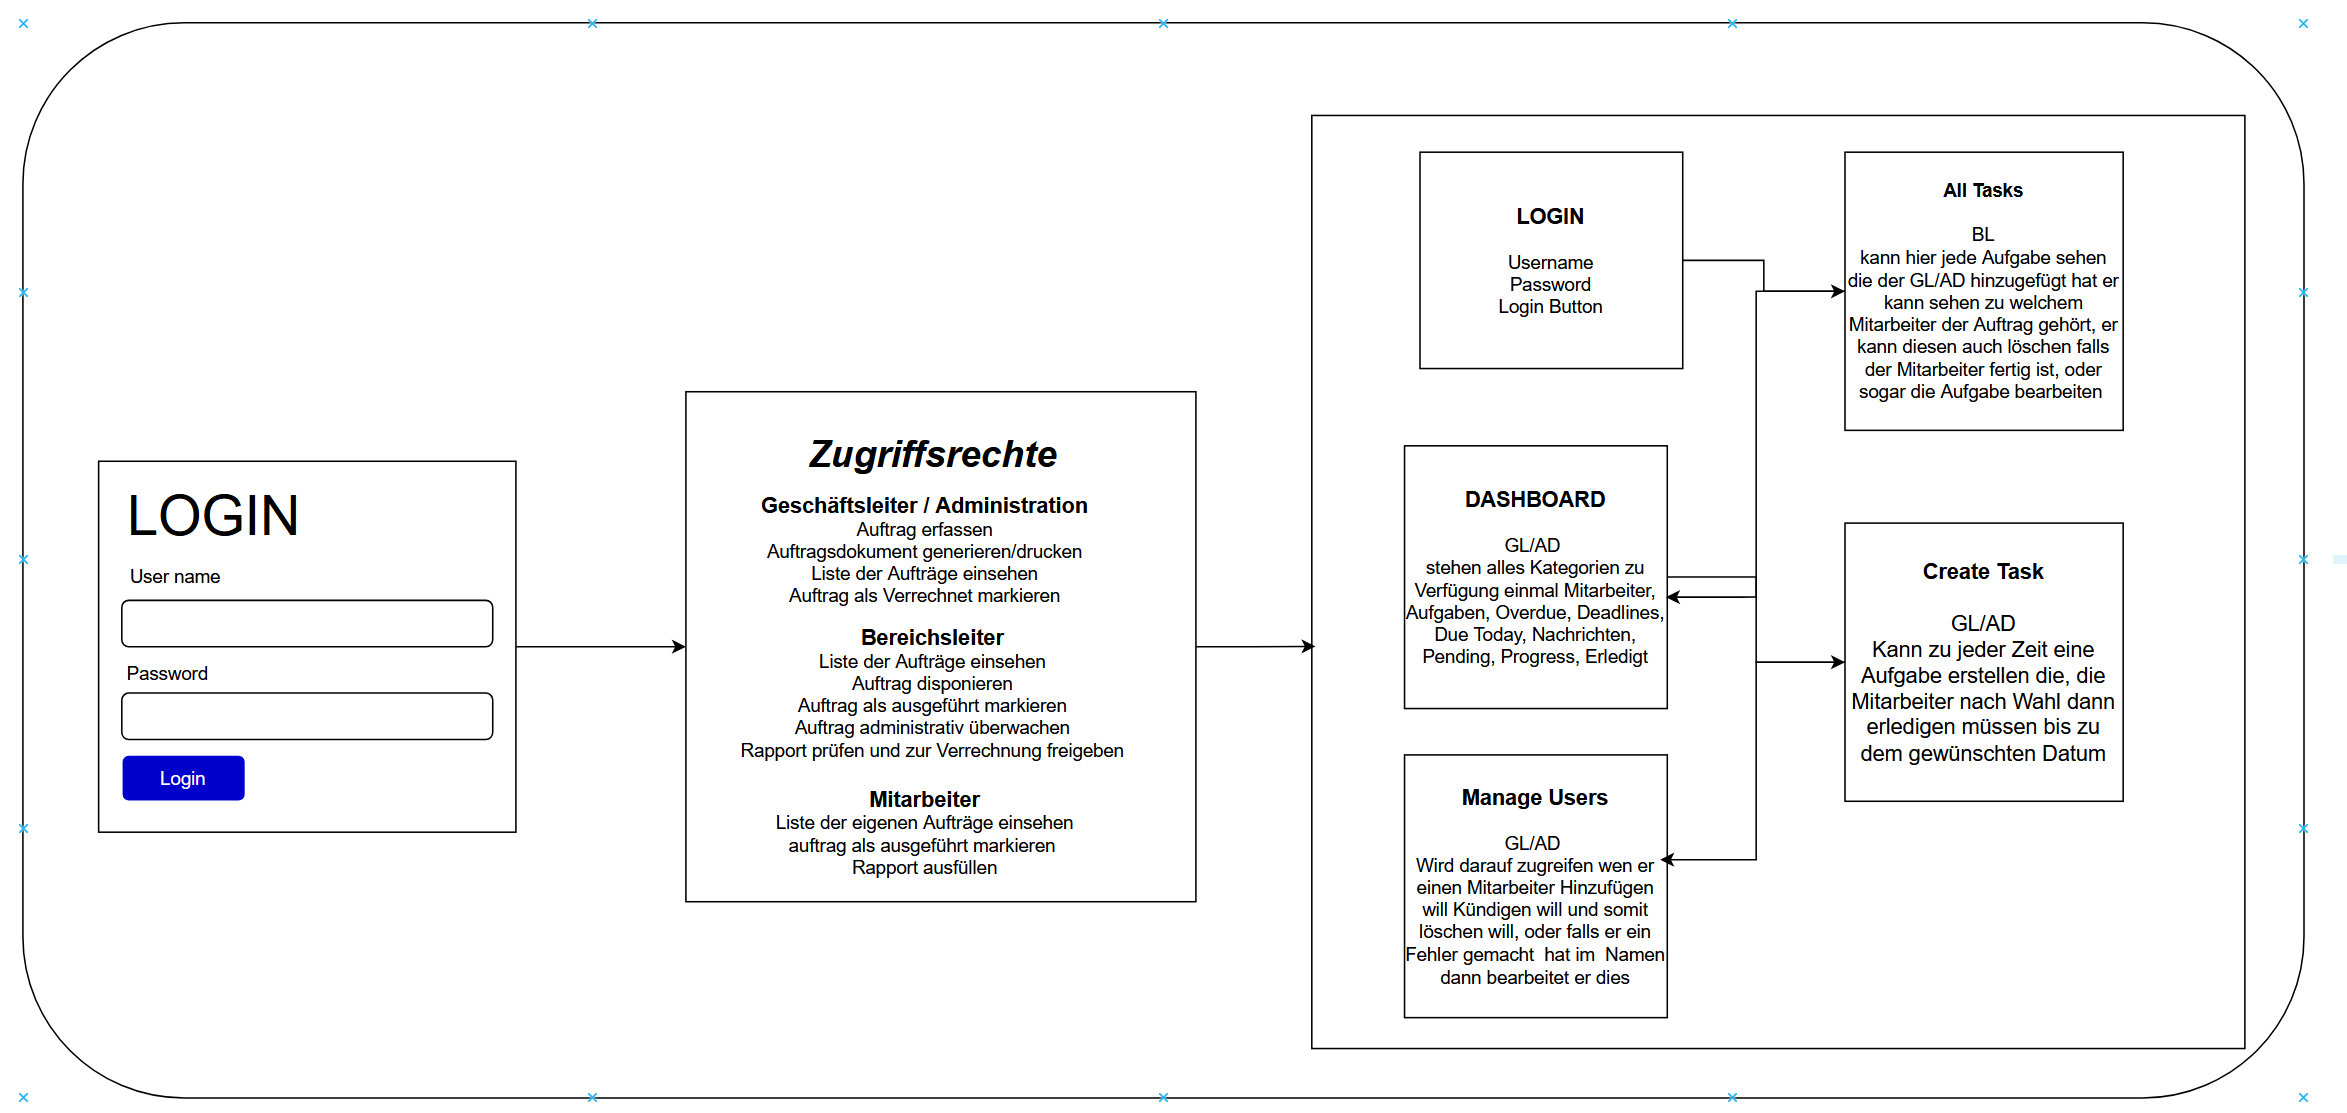 LOGIN
User name
Password
Login
Zugriffsrechte
Geschäftsleiter / Administration
Auftrag erfassen
Auftragsdokument generieren/drucken
Liste der Aufträge einsehen
Auftrag als Verrechnet markieren
Bereichsleiter
Liste der Aufträge einsehen
Auftrag disponieren
Auftrag als ausgeführt markieren
Auftrag administrativ überwachen
Rapport prüfen und zur Verrechnung freigeben
Mitarbeiter
Liste der eigenen Aufträge einsehen
auftrag als ausgeführt markieren
Rapport ausfüllen
LOGIN
Username
Password
Login Button
All Tasks
BL
kann hier jede Aufgabe sehen
die der GL/AD hinzugefügt hat er
kann sehen zu welchem
Mitarbeiter der Auftrag gehört, er
kann diesen auch löschen falls
der Mitarbeiter fertig ist, oder
sogar die Aufgabe bearbeiten
DASHBOARD
GL/AD
stehen alles Kategorien zu
Verfügung einmal Mitarbeiter,
Aufgaben, Overdue, Deadlines,
Due Today, Nachrichten,
Pending, Progress, Erledigt
Create Task
GL/AD
Kann zu jeder Zeit eine
Aufgabe erstellen die, die
Mitarbeiter nach Wahl dann
erledigen müssen bis zu
dem gewünschten Datum
Manage Users
GL/AD
Wird darauf zugreifen wen er
einen Mitarbeiter Hinzufügen
will Kündigen will und somit
löschen will, oder falls er ein
Fehler gemacht  hat im  Namen
dann bearbeitet er dies